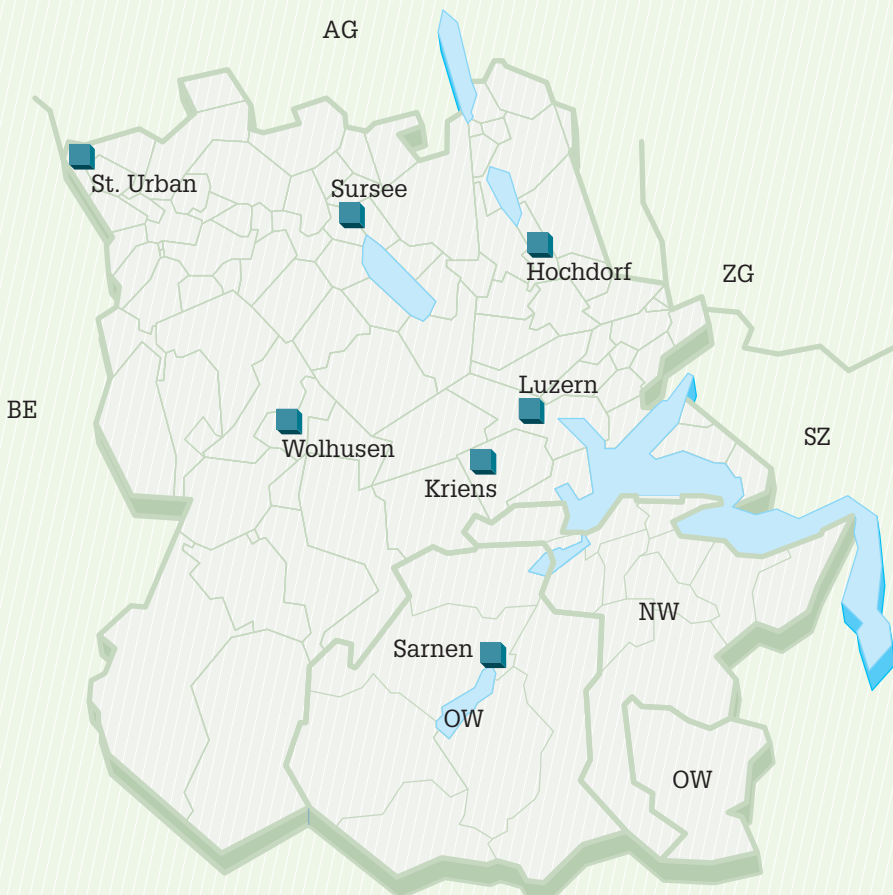 AG
St. Urban
Sursee
Hochdorf
ZG
Luzern
BE
SZ
Wolhusen
Kriens
NW
Sarnen
OW
OW